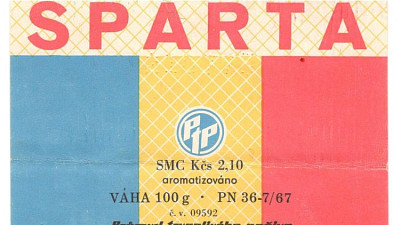 SPARTA
PTP
SMC Kčs 2,10
aromatizováno
VÁHA 100 g · PN 36-7/67
č. v. 09592